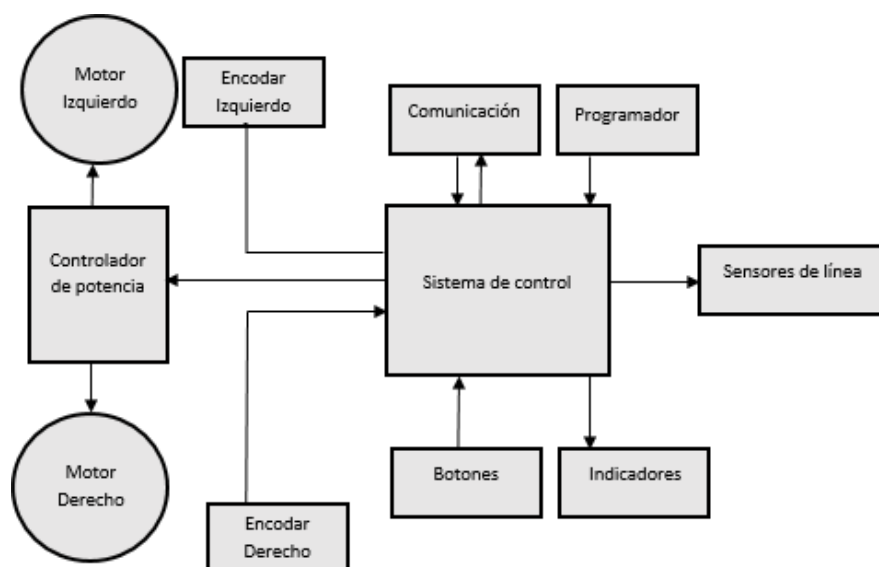 Motor
Izquierdo
Encodar
Izquierdo
Comunicación
Programador
Controlador
de potencia
Sistema de control
Sensores de línea
Motor
Derecho
Encodar
Derecho
Botones
Indicadores